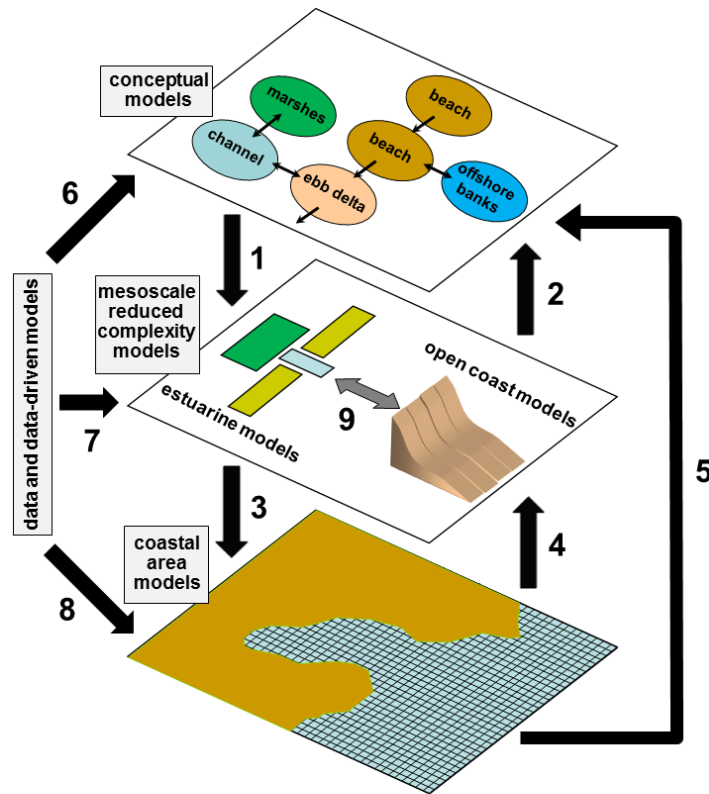 conceptual
models
marshes
beach
channel
beach
ebb delta
offshore
banks
6
1
2
mesoscale
reduced
complexity
models
open coast models
estuarine models
9
data and data-driven models
7
5
3
4
coastal
area
models
8